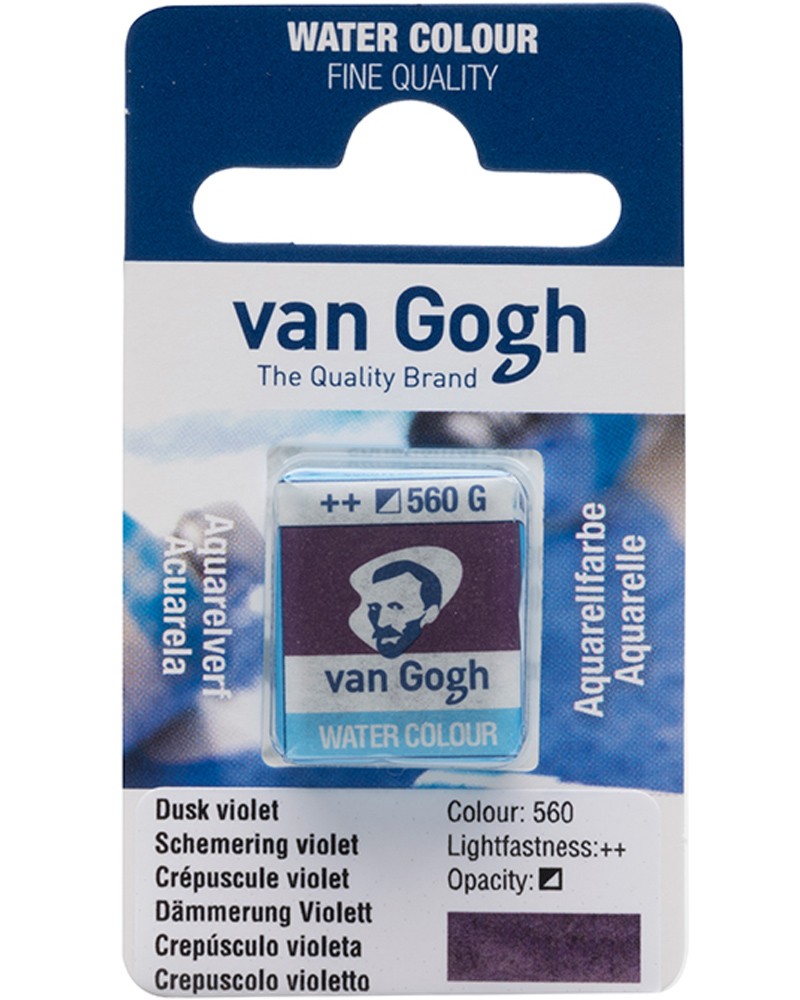 WATER COLOUR
FINE QUALITY
van Gogh
The Quality Brand
Aquarelverf
Acuarela
++ 560 G
van Gogh
WATER COLOUR
Aquarellfarbe
Aquarelle
Dusk violet
Schemering violet
Crépuscule violet
Dämmerung Violett
Crepúsculo violeta
Crepuscolo violetto
Colour: 560
Lightfastness:++
Opacity: